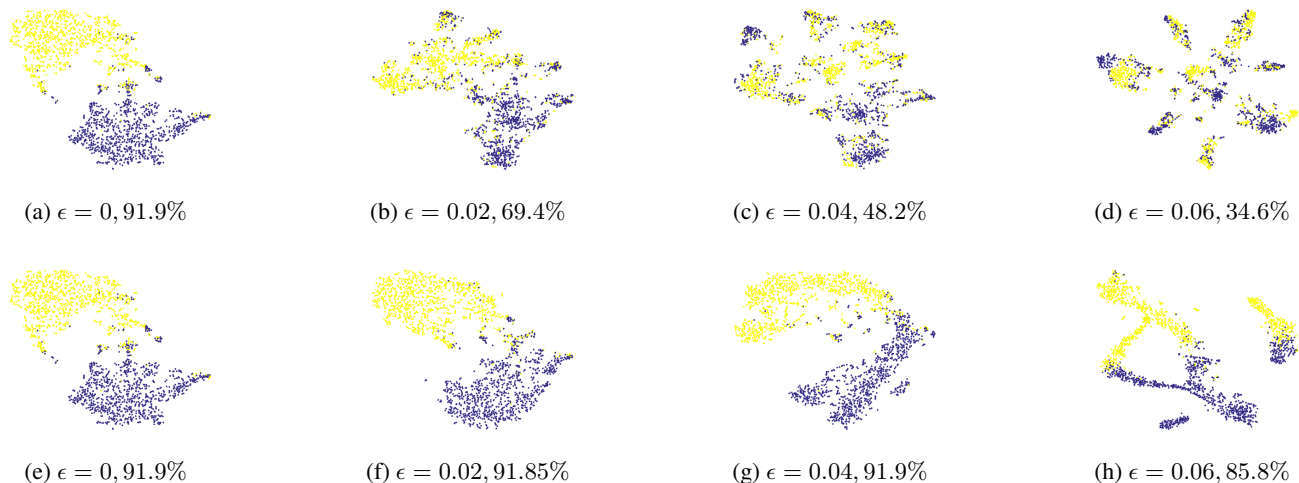 (a) ϵ = 0, 91.9%
(b) ϵ = 0.02, 69.4%
(c) ϵ = 0.04, 48.2%
(d) ϵ = 0.06, 34.6%
(e) ϵ = 0, 91.9%
(f) ϵ = 0.02, 91.85%
(g) ϵ = 0.04, 91.9%
(h) ϵ = 0.06, 85.8%